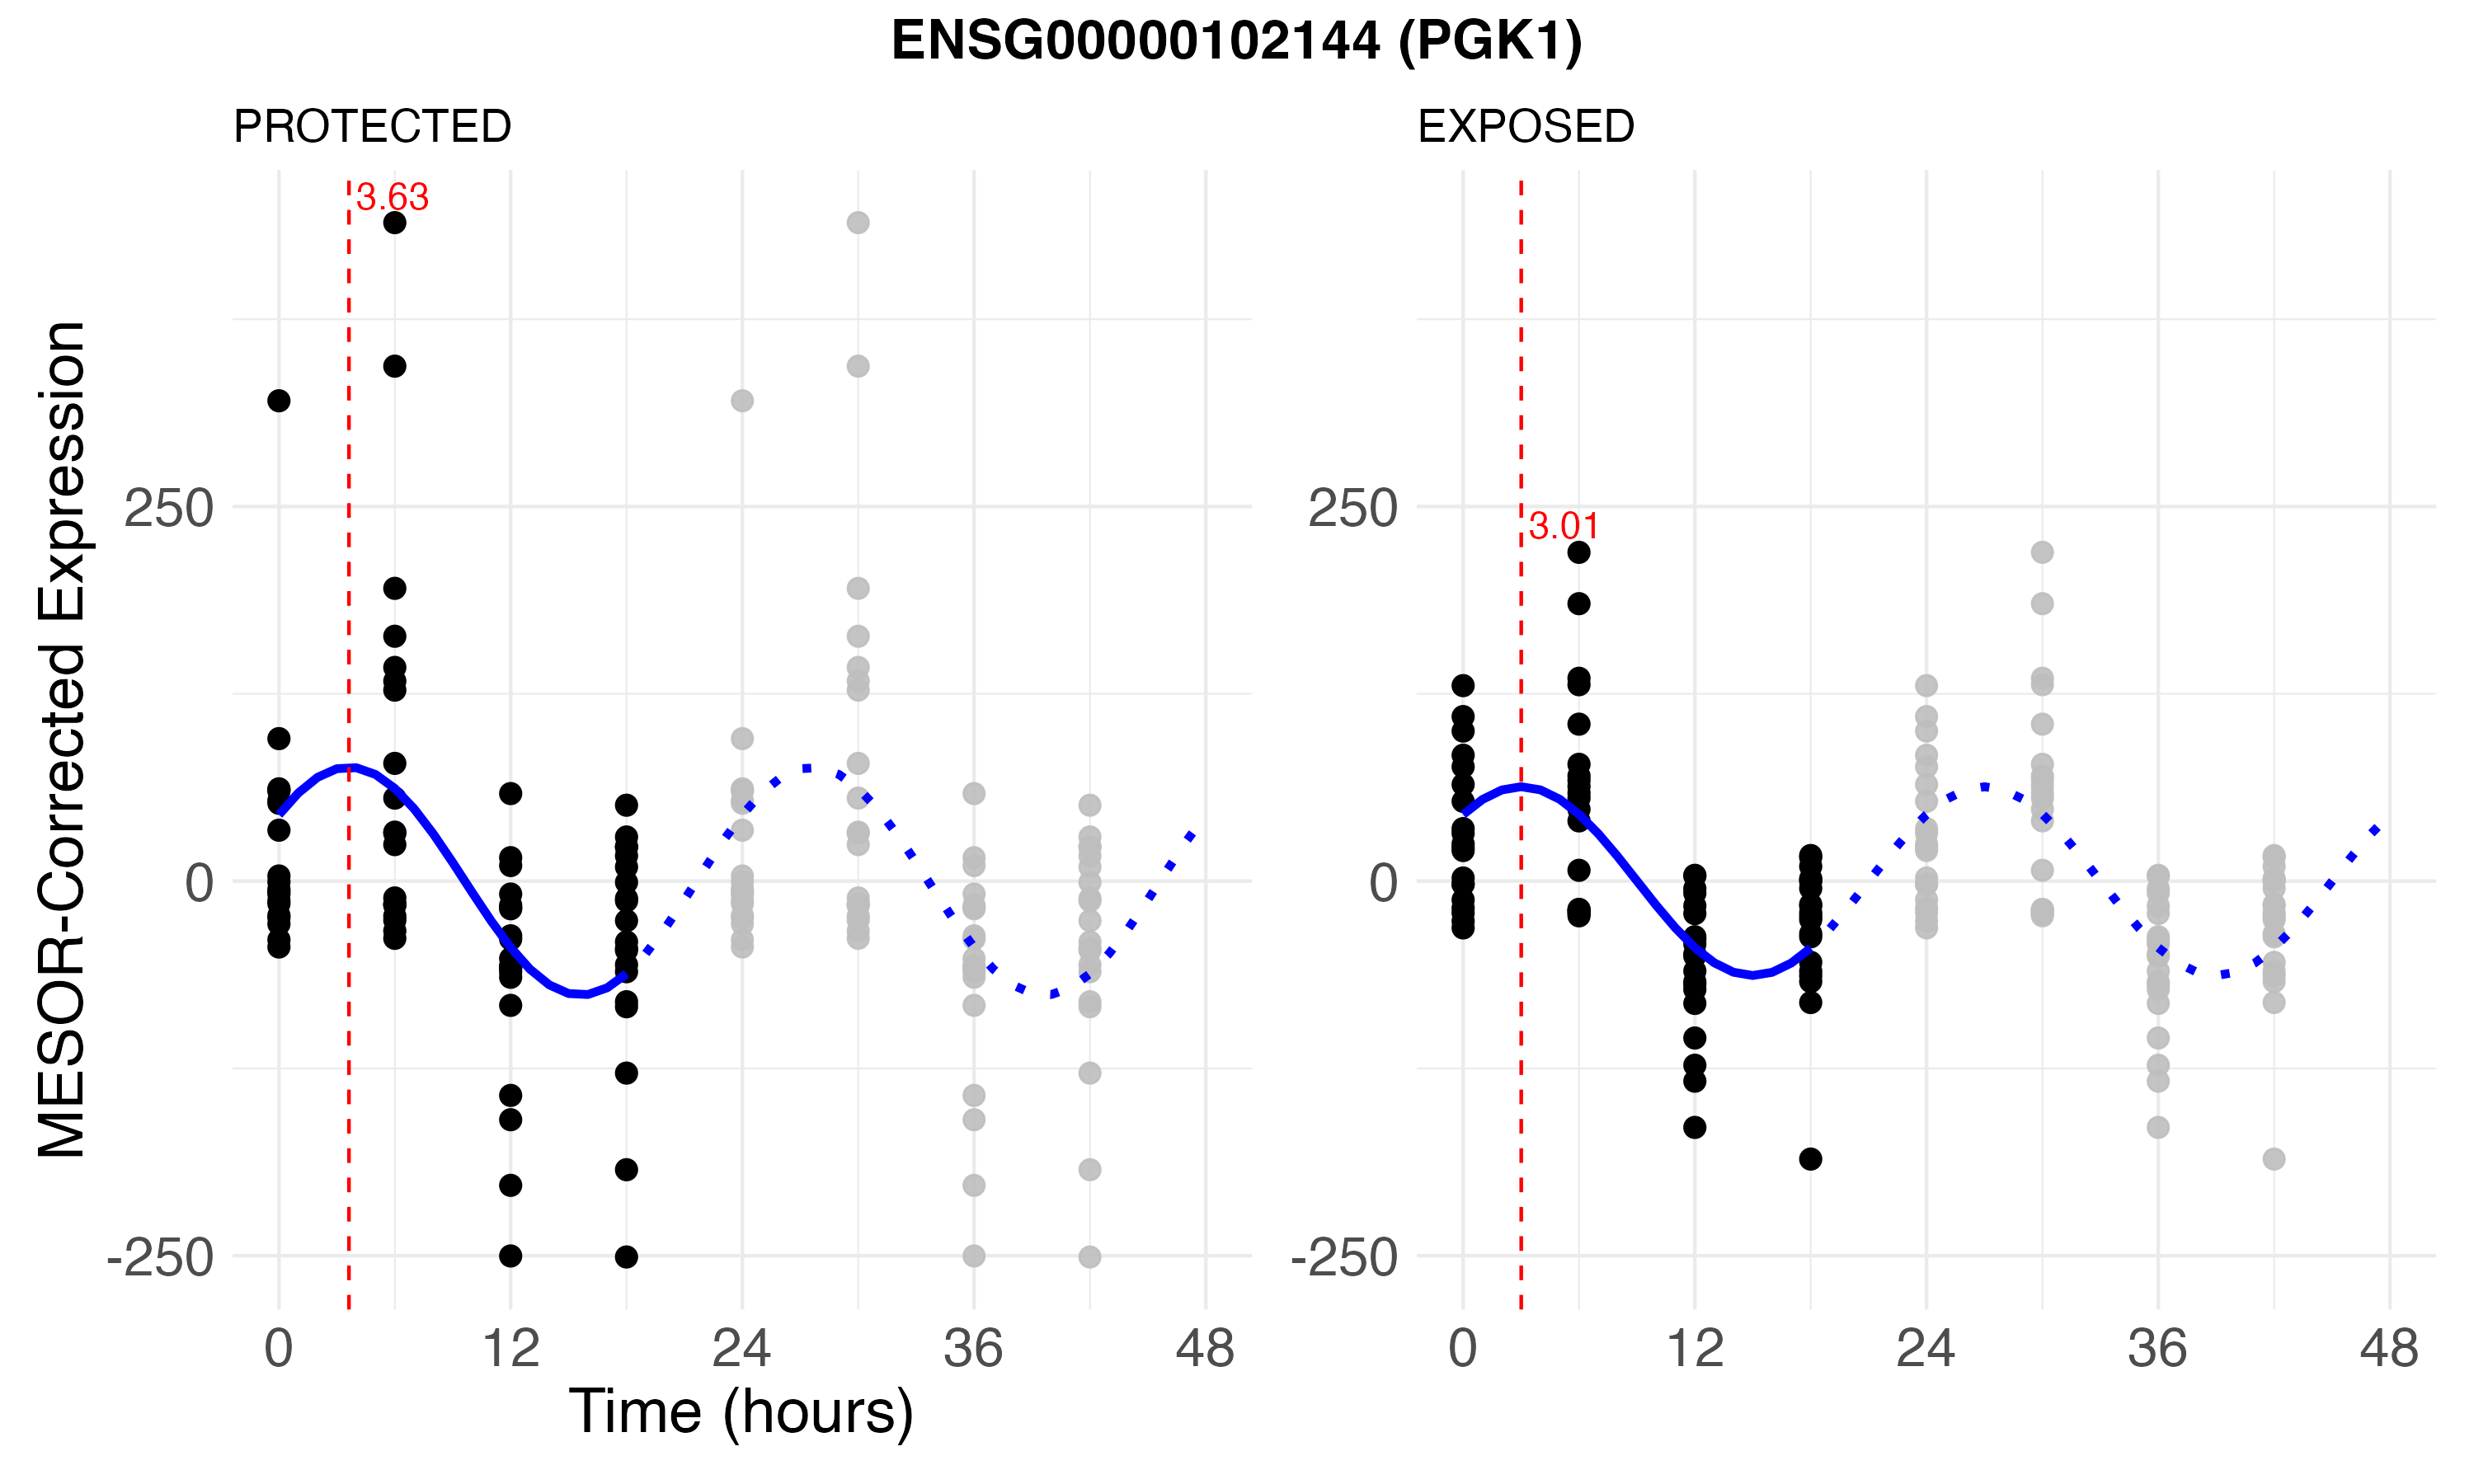 ENSG00000102144 (PGK1)
PROTECTED
EXPOSED
3.63
3.01
MESOR-Corrected Expression
250
0
-250
250
0
-250
0 12 24 36 48
0 12 24 36 48
Time (hours)